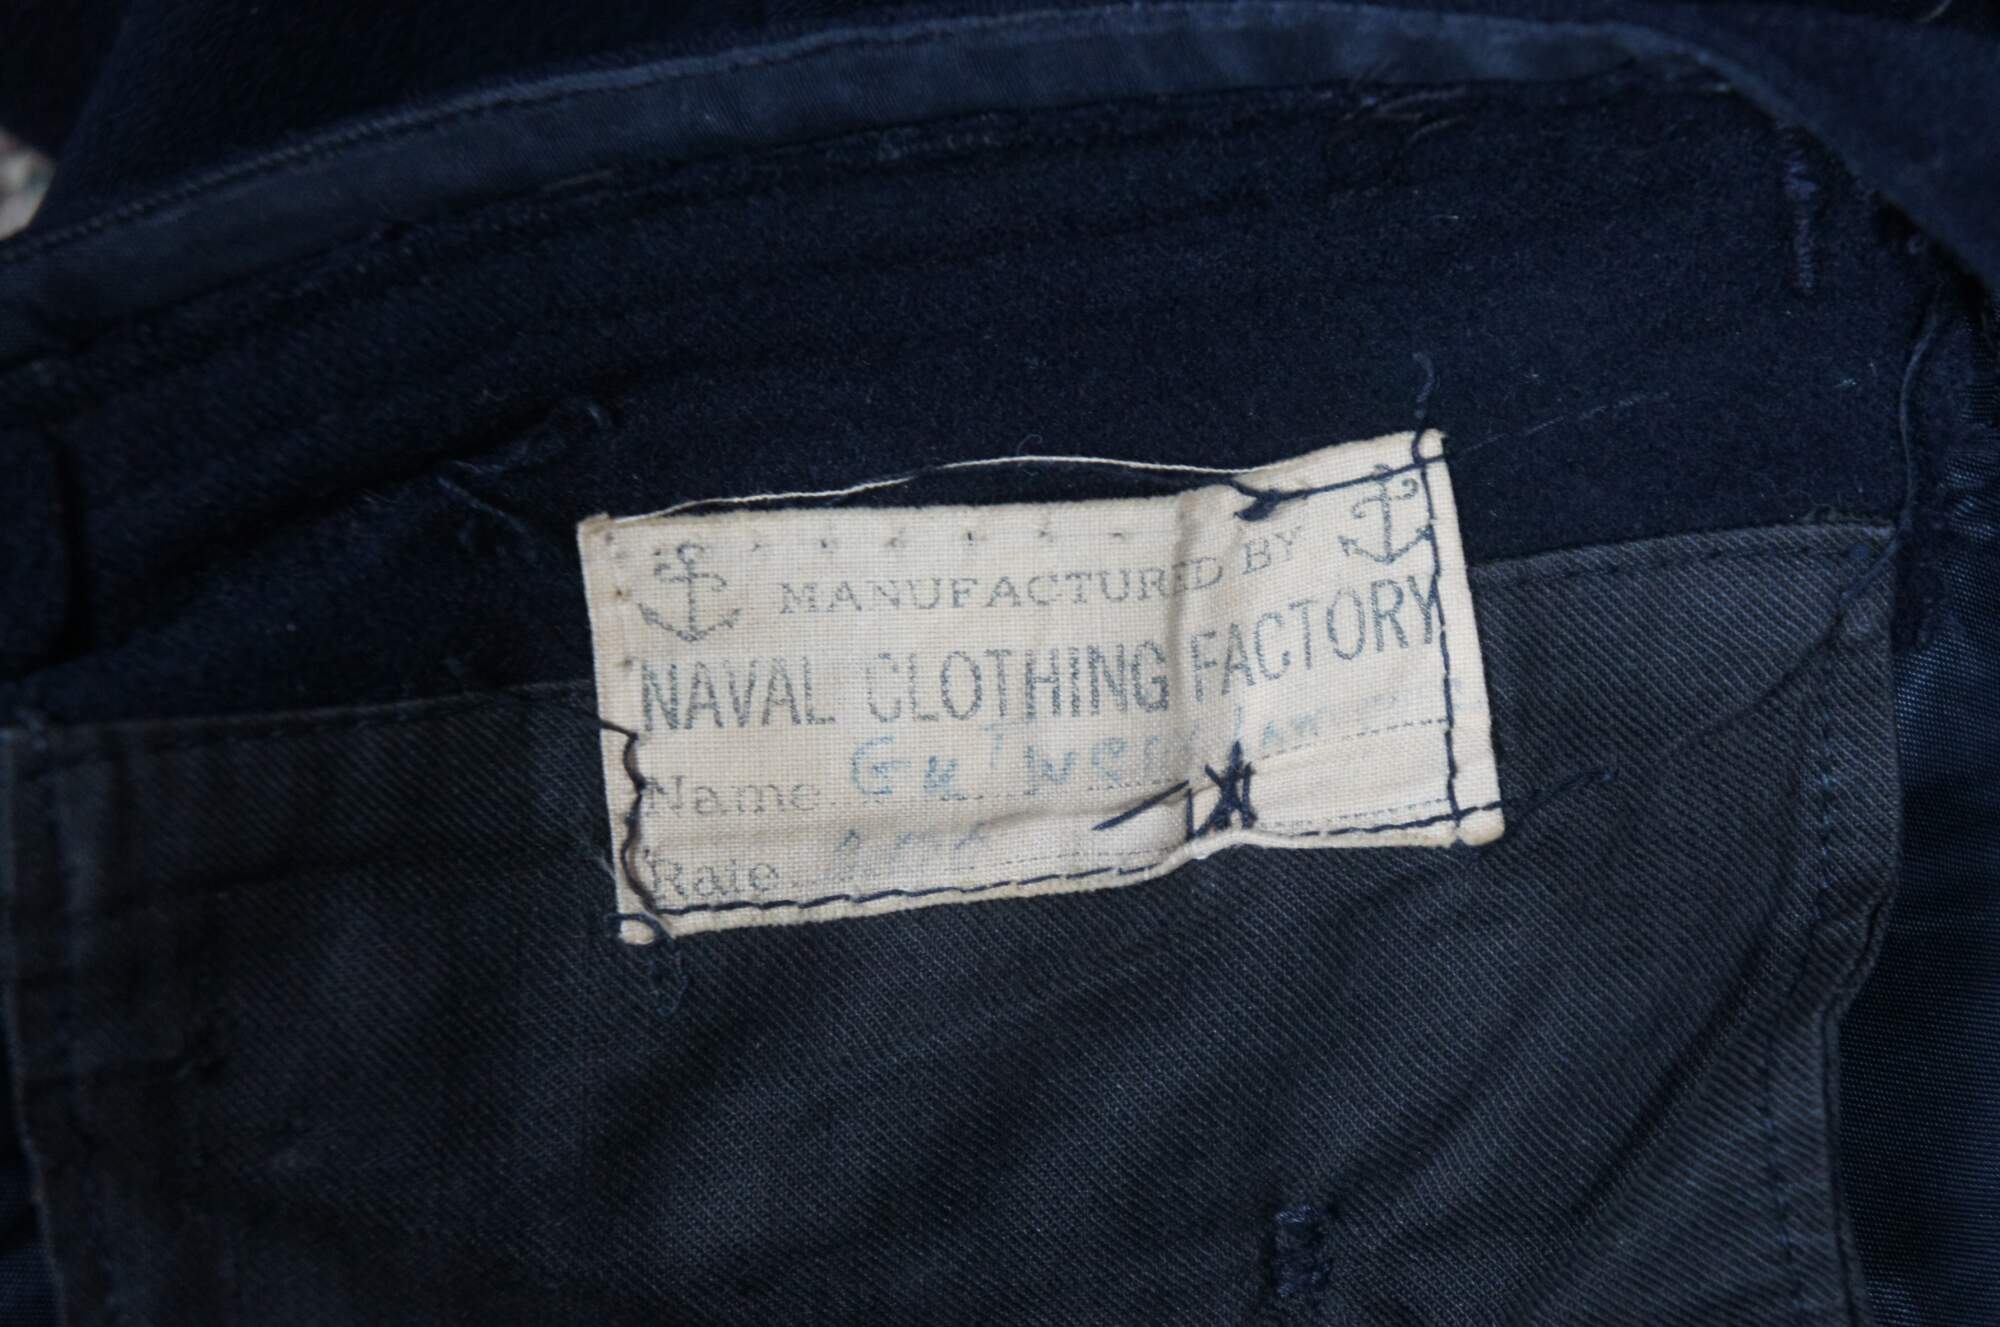 MANUFACTURED BY
NAVAL CLOTHING FACTORY
Name
Rate